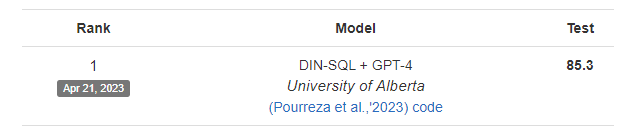 Rank Model Test
1 DIN-SQL + GPT-4 85.3
Apr 21, 2023 University of Alberta
(Pourreza et al.,'2023) code